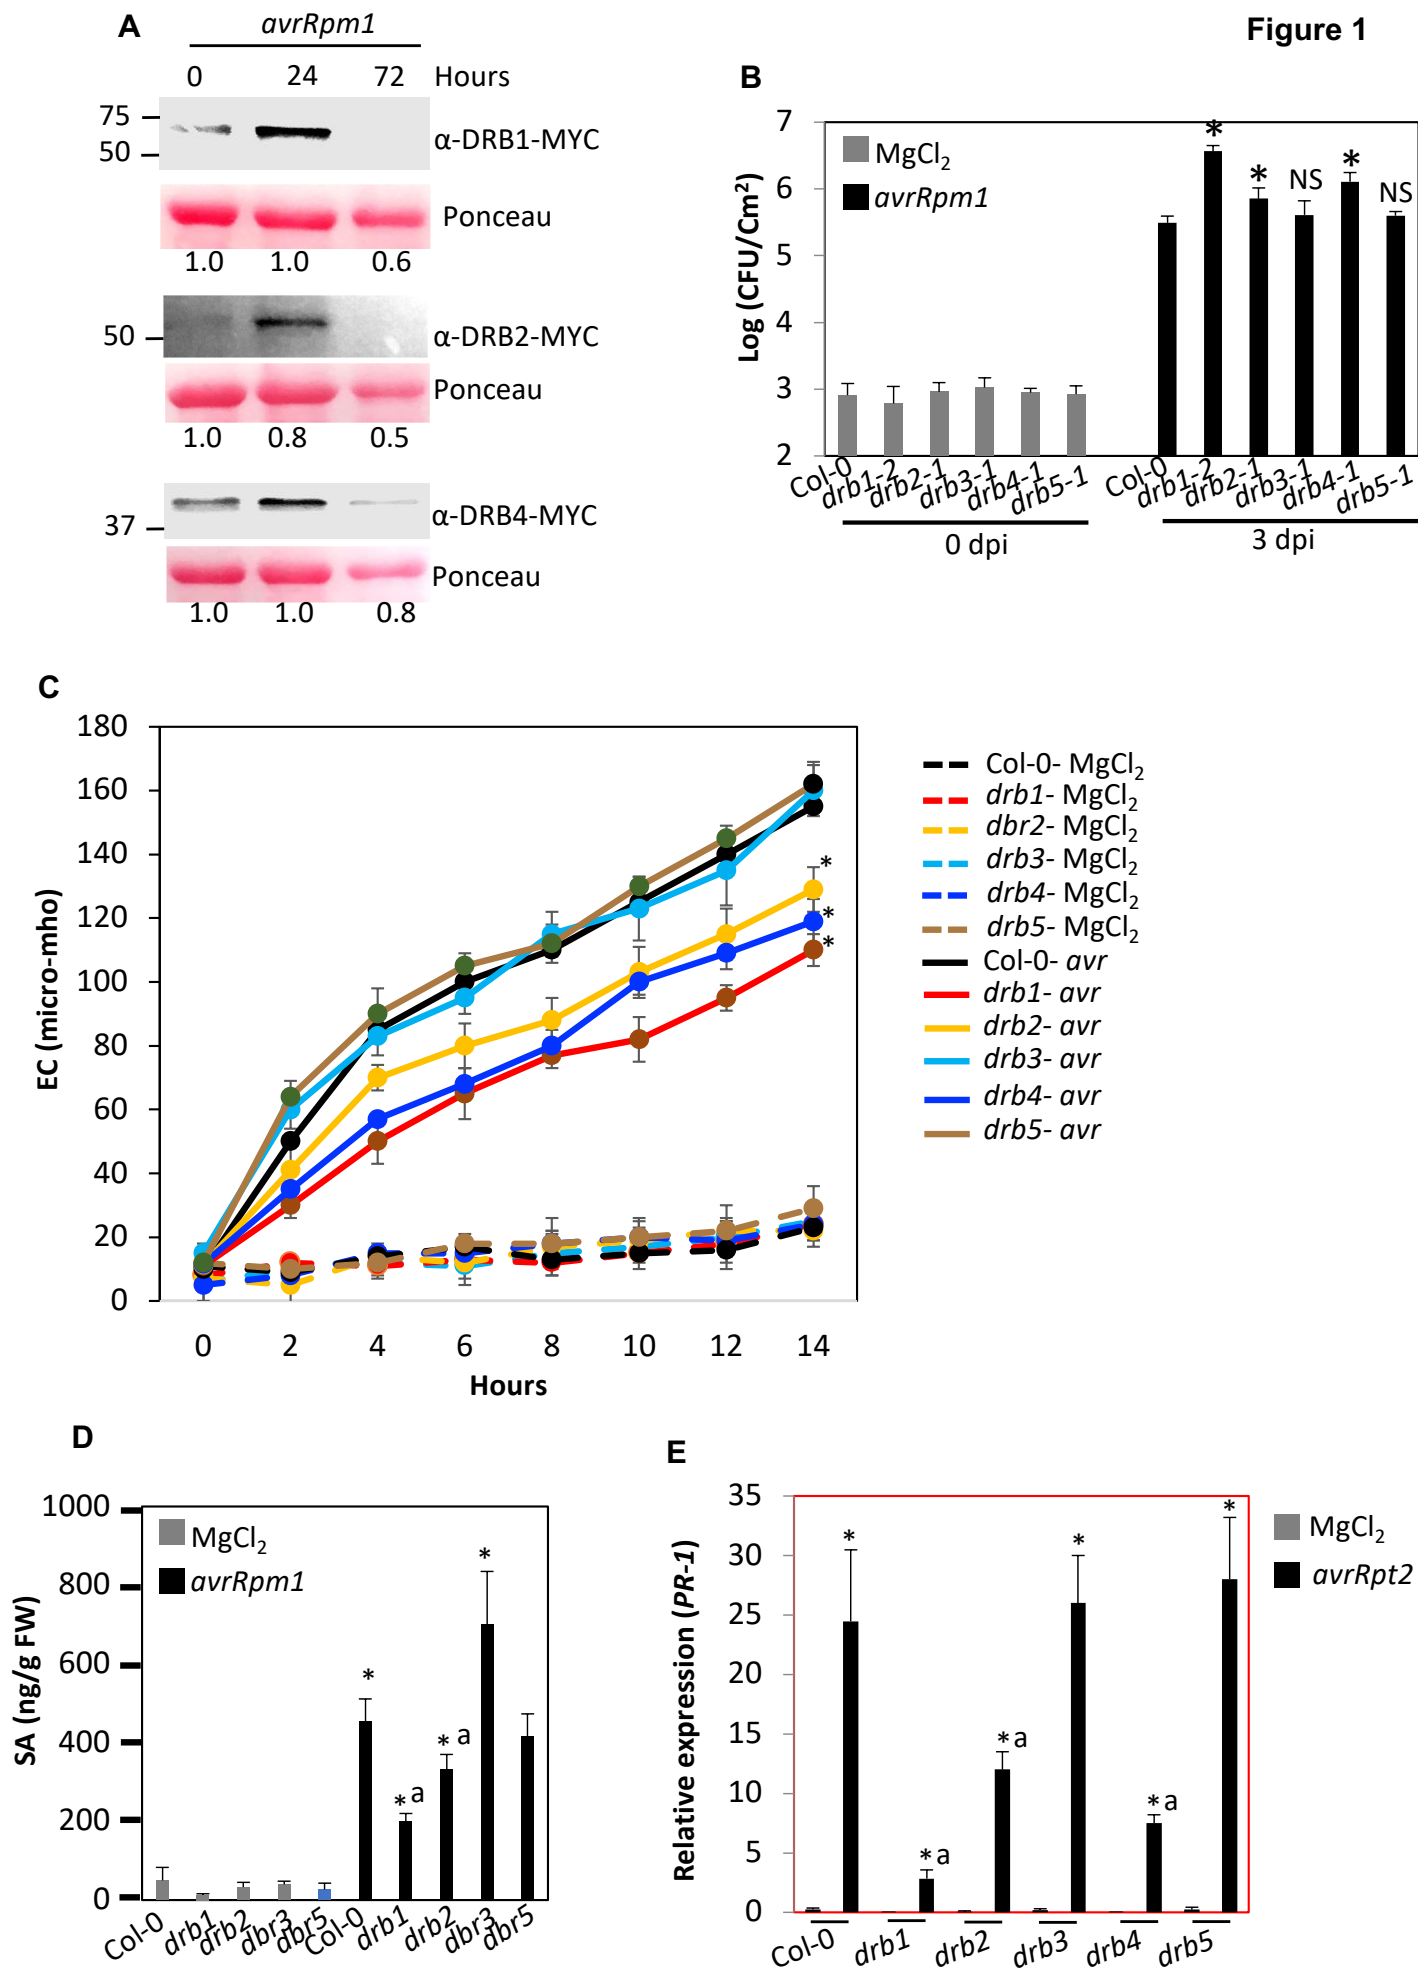 Figure 1
A
avrRpm1
0 24 72 Hours
75
50
α-DRB1-MYC
Ponceau
1.0 1.0 0.6
50
α-DRB2-MYC
Ponceau
1.0 0.8 0.5
37
α-DRB4-MYC
Ponceau
1.0 1.0 0.8
B
Log (CFU/Cm²)
7
6
5
4
3
2
MgCl₂
avrRpm1
*
*
NS
*
NS
Col-0 drb1-2 drb2-1 drb3-1 drb4-1 drb5-1
Col-0 drb1-2 drb2-1 drb3-1 drb4-1 drb5-1
0 dpi
3 dpi
C
EC (micro-mho)
180
160
140
120
100
80
60
40
20
0
0 2 4 6 8 10 12 14
Hours
*
*
*
Col-0- MgCl₂
drb1- MgCl₂
dbr2- MgCl₂
drb3- MgCl₂
drb4- MgCl₂
drb5- MgCl₂
Col-0- avr
drb1- avr
drb2- avr
drb3- avr
drb4- avr
drb5- avr
D
SA (ng/g FW)
1000
800
600
400
200
0
MgCl₂
avrRpm1
*
*a
*a
*
Col-0 drb1 drb2 dbr3 dbr5 Col-0 drb1 drb2 dbr3 dbr5
E
Relative expression (PR-1)
35
30
25
20
15
10
5
0
*
*a
*a
*
*a
*
Col-0 drb1 drb2 drb3 drb4 drb5
MgCl₂
avrRpt2